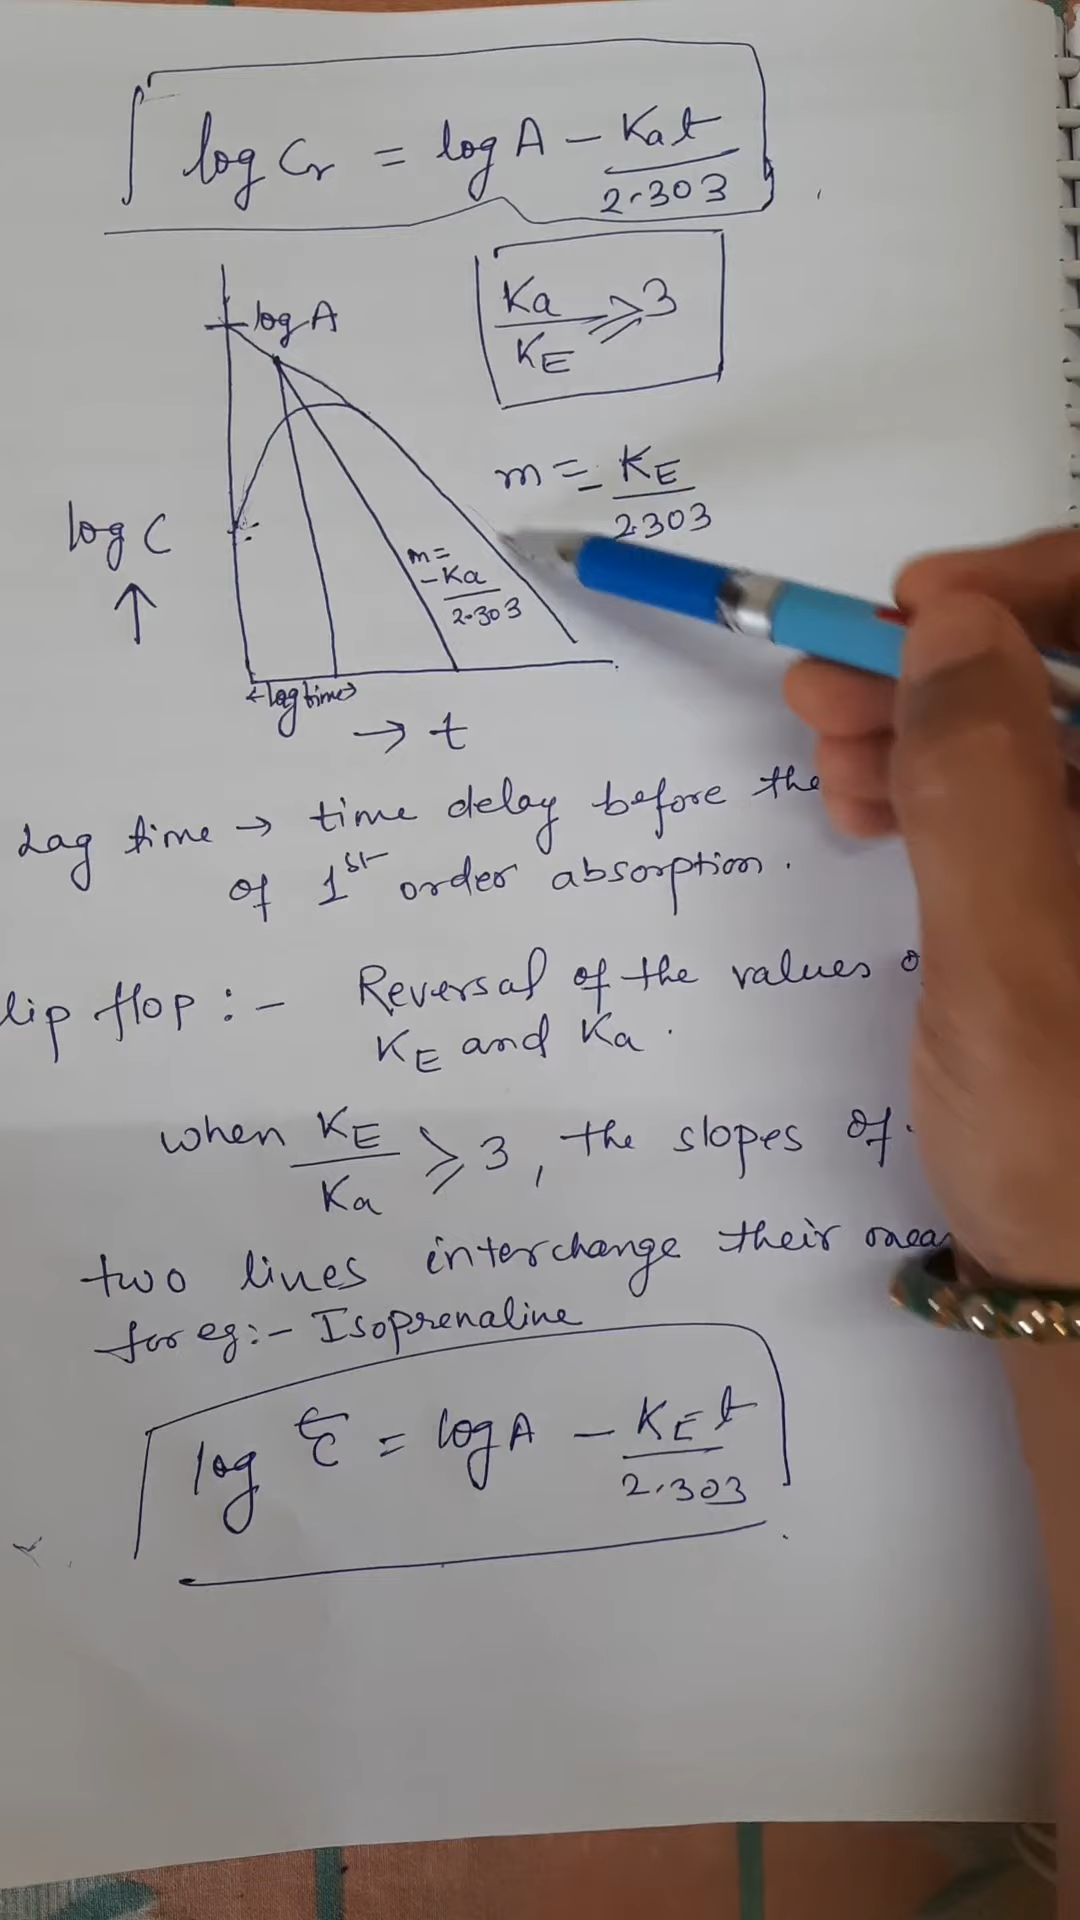 log Cr = log A − Kat / 2.303
log A
Ka / KE ⩾ 3
m = − KE / 2.303
log C
↑
m = − Ka / 2.303
←lag time→
→ t
Lag time → time delay before the
of 1st order absorption.
lip flop :- Reversal of the values
KE and Ka.
when KE / Ka ⩾ 3, the slopes of
two lines interchange their
for eg:- Isoprenaline
log = log A − KEt / 2.303